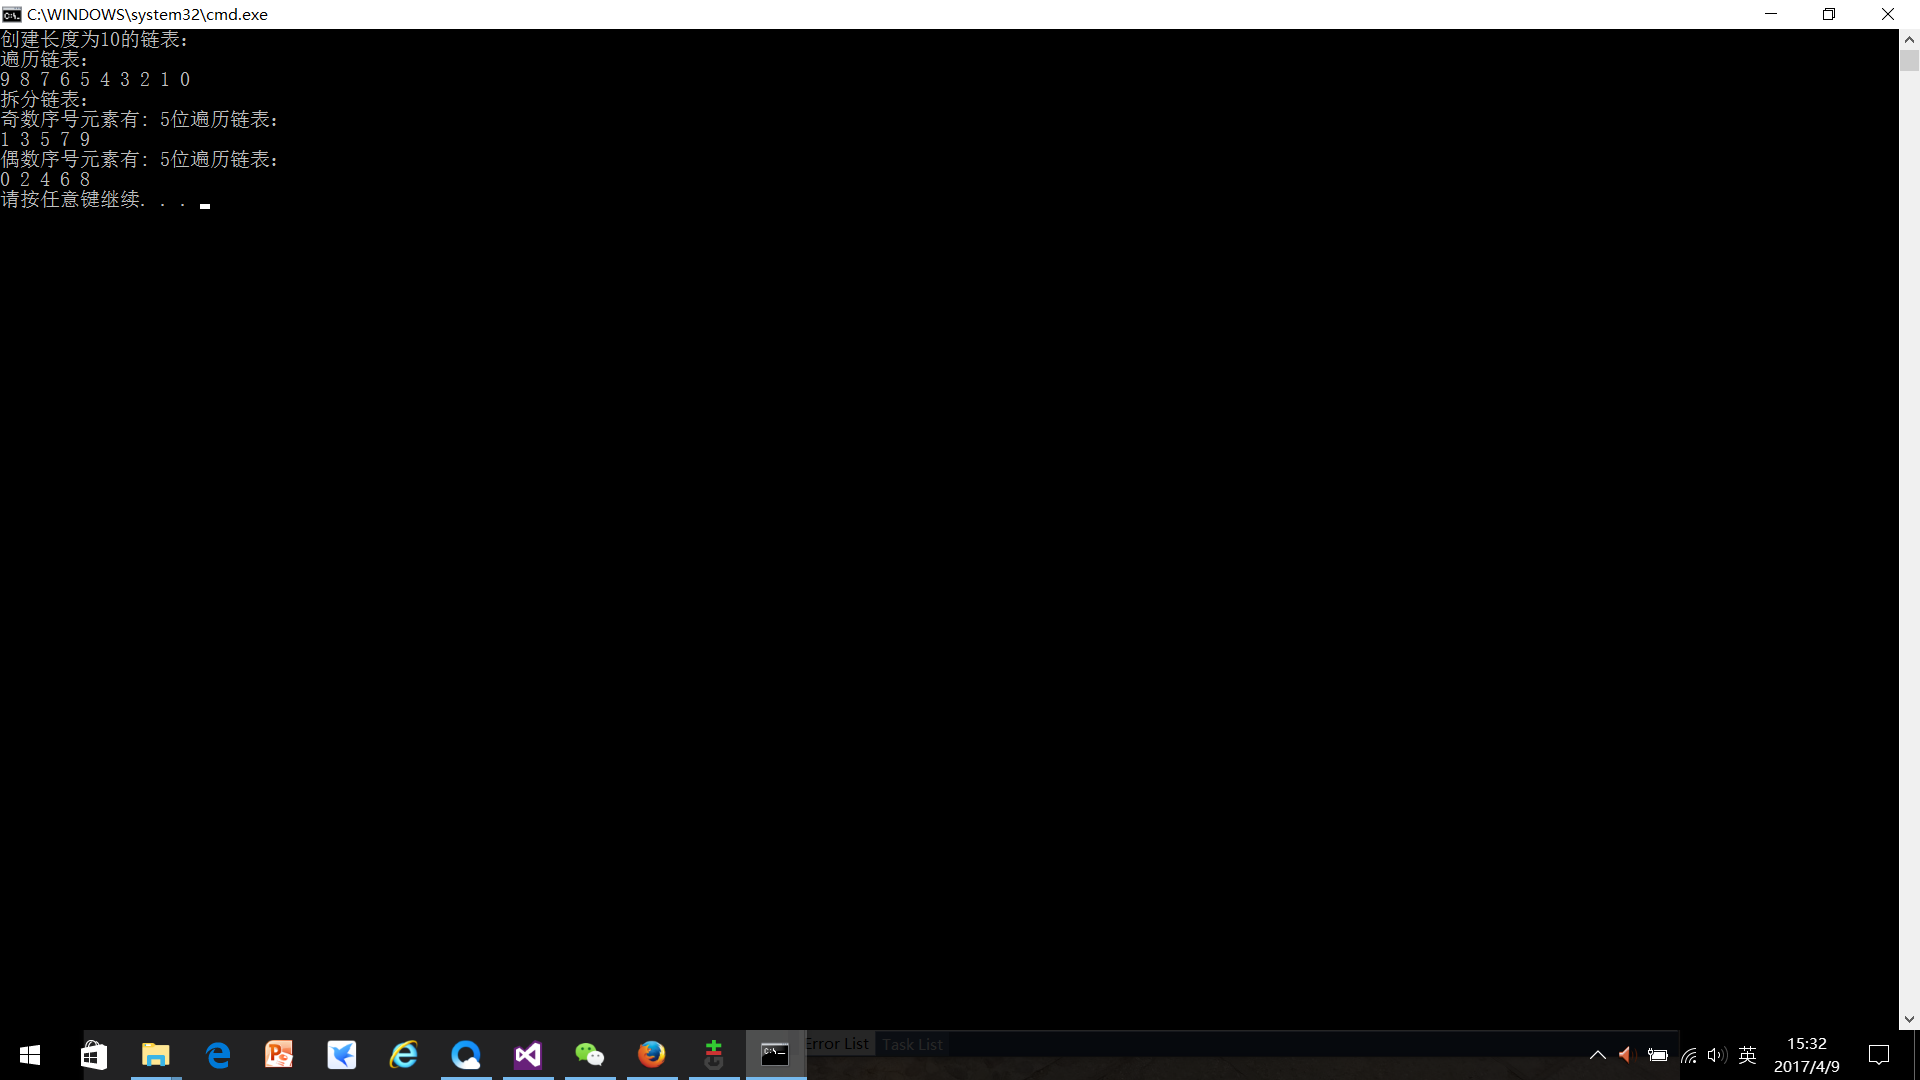 C:\WINDOWS\system32\cmd.exe
创建长度为10的链表:
遍历链表:
9 8 7 6 5 4 3 2 1 0
拆分链表:
奇数序号元素有: 5位遍历链表:
1 3 5 7 9
偶数序号元素有: 5位遍历链表:
0 2 4 6 8
请按任意键继续. . .
Error List Task List
英
15:32
2017/4/9